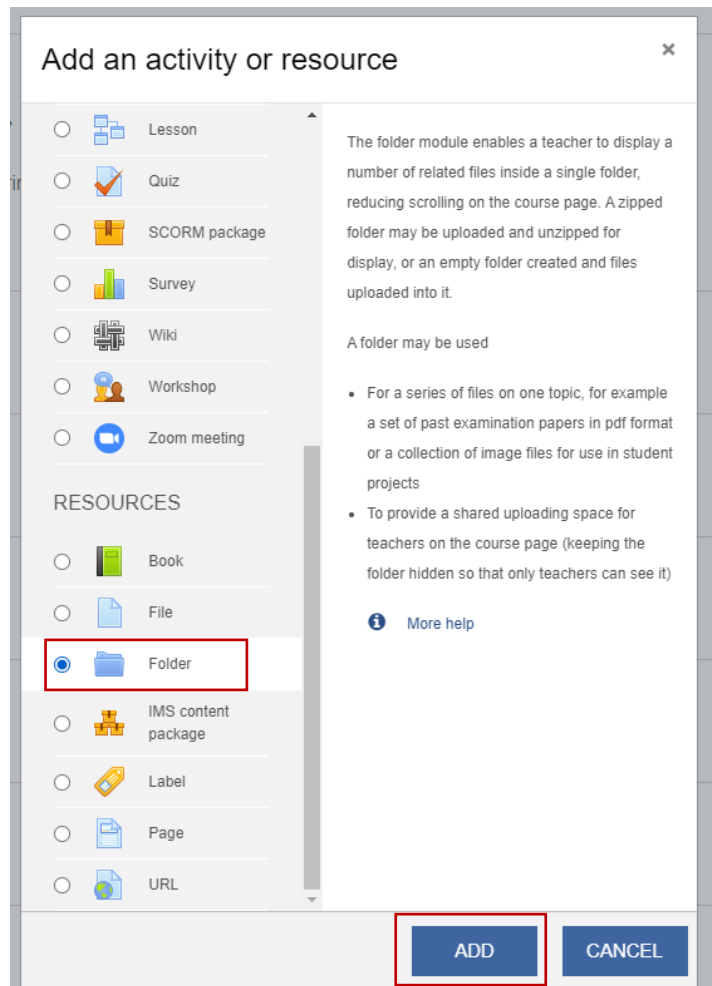 Add an activity or resource
×
Lesson
Quiz
SCORM package
Survey
Wiki
Workshop
Zoom meeting
RESOURCES
Book
File
Folder
IMS content
package
Label
Page
URL
The folder module enables a teacher to display a
number of related files inside a single folder,
reducing scrolling on the course page. A zipped
folder may be uploaded and unzipped for
display, or an empty folder created and files
uploaded into it.
A folder may be used
• For a series of files on one topic, for example
a set of past examination papers in pdf format
or a collection of image files for use in student
projects
• To provide a shared uploading space for
teachers on the course page (keeping the
folder hidden so that only teachers can see it)
More help
ADD
CANCEL